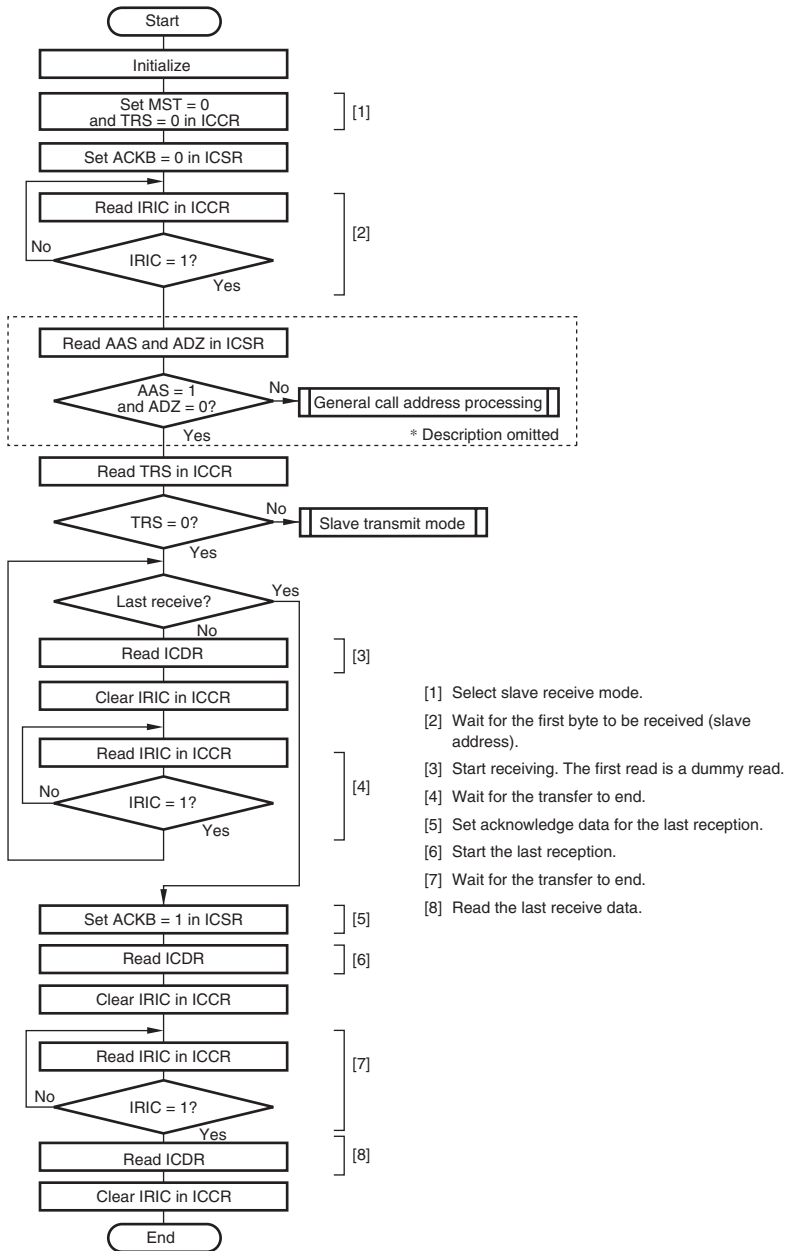 Start
Initialize
Set MST = 0
and TRS = 0 in ICCR
[1]
Set ACKB = 0 in ICSR
Read IRIC in ICCR
[2]
No
IRIC = 1?
Yes
Read AAS and ADZ in ICSR
AAS = 1
and ADZ = 0?
No
General call address processing
Yes
* Description omitted
Read TRS in ICCR
No
TRS = 0?
Slave transmit mode
Yes
Last receive?
Yes
No
Read ICDR
[3]
Clear IRIC in ICCR
Read IRIC in ICCR
[4]
No
IRIC = 1?
Yes
[1] Select slave receive mode.
[2] Wait for the first byte to be received (slave
address).
[3] Start receiving. The first read is a dummy read.
[4] Wait for the transfer to end.
[5] Set acknowledge data for the last reception.
[6] Start the last reception.
[7] Wait for the transfer to end.
[8] Read the last receive data.
Set ACKB = 1 in ICSR
[5]
Read ICDR
[6]
Clear IRIC in ICCR
Read IRIC in ICCR
[7]
No
IRIC = 1?
Yes
Read ICDR
[8]
Clear IRIC in ICCR
End